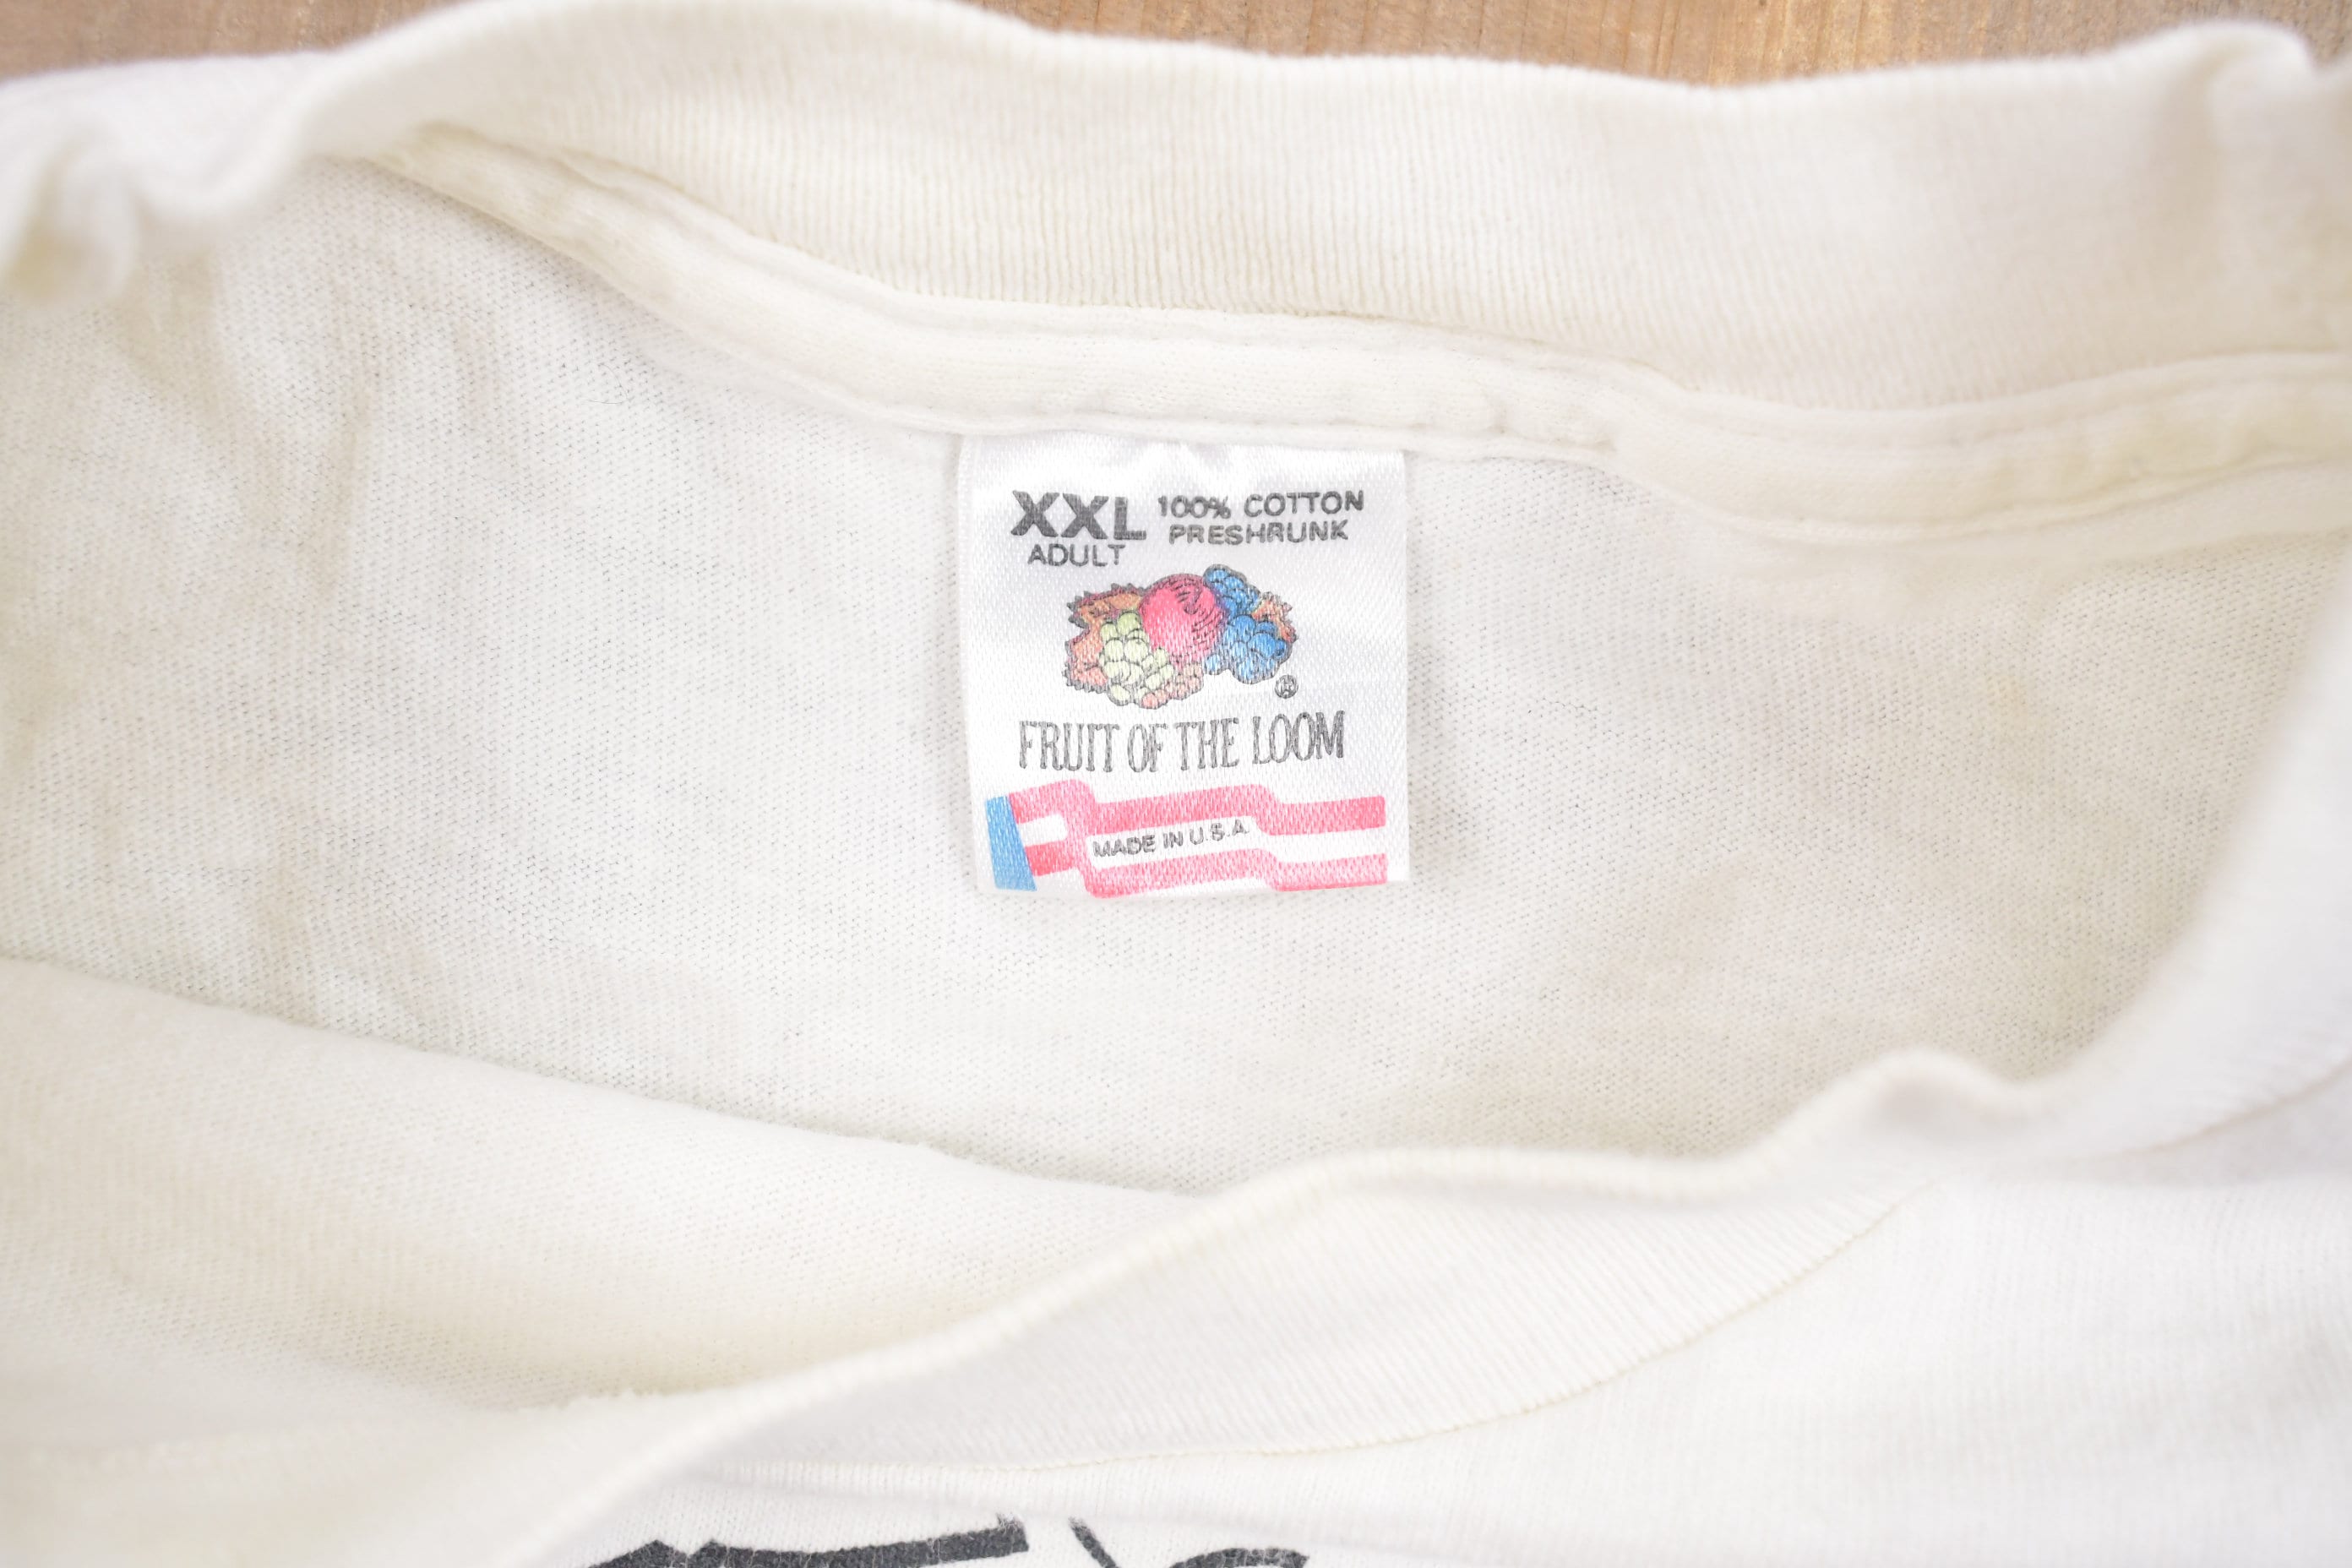 XXL 100% COTTON
ADULT PRESHRUNK
®
FRUIT OF THE LOOM
MADE IN U.S.A.